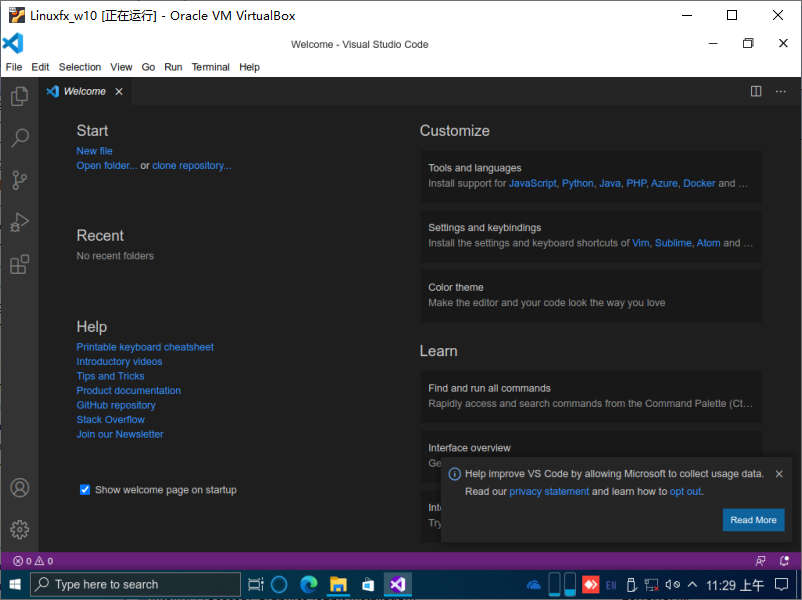 Linuxfx_w10 [正在运行] - Oracle VM VirtualBox
Welcome - Visual Studio Code
File Edit Selection View Go Run Terminal Help
Welcome
Start
New file
Open folder... or clone repository...
Recent
No recent folders
Help
Printable keyboard cheatsheet
Introductory videos
Tips and Tricks
Product documentation
GitHub repository
Stack Overflow
Join our Newsletter
Show welcome page on startup
Customize
Tools and languages
Install support for JavaScript, Python, Java, PHP, Azure, Docker and ...
Settings and keybindings
Install the settings and keyboard shortcuts of Vim, Sublime, Atom and ...
Color theme
Make the editor and your code look the way you love
Learn
Find and run all commands
Rapidly access and search commands from the Command Palette (Ct...
Interface overview
Ge
Inte
Try
Help improve VS Code by allowing Microsoft to collect usage data.
Read our privacy statement and learn how to opt out.
Read More
0 0
Type here to search
EN
11:29 上午